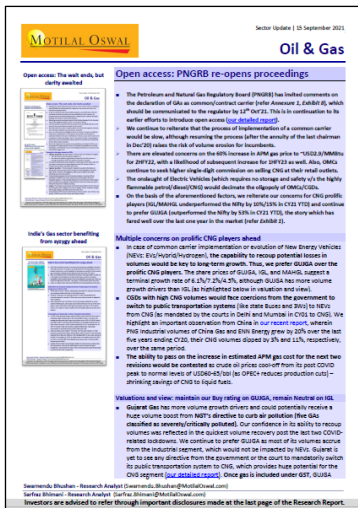 Sector Update | 15 September 2021
MOTILAL OSWAL
Oil & Gas
Open access: The wait ends, but
clarity awaited
India's Gas sector benefiting
from syzygy ahead
Open access: PNGRB re-opens proceedings
The Petroleum and Natural Gas Regulatory Board (PNGRB) has invited comments on
the declaration of GAs as common/contract carrier (refer Annexure 1, Exhibit 8), which
should be communicated to the regulator by 12th Oct'21. This is in continuation to its
earlier efforts to introduce open access (our detailed report).
We continue to reiterate that the process of implementation of a common carrier
would be slow, although resuming the process (after the annulty of the last chairman
in Dec'20) raises the risk of volume erosion for incumbents.
There are elevated concerns on the 60% increase in APM gas price to ~USD2.9/MMBtu
for 2HFY22, with a likelihood of subsequent increase for 1HFY23 as well. Also, OMCs
continue to seek higher single-digit commission on selling CNG at their retail outlets.
The onslaught of Electric Vehicles (which requires no storage and safety v/s the highly
flammable petrol/diesel/CNG) would decimate the oligopoly of OMCs/CGDs.
On the basis of the aforementioned factors, we reiterate our concerns for CNG prolific
players (IGL/MAHGL underperformed the Nifty by 10%/15% in CY21 YTD) and continue
to prefer GUJGA (outperformed the Nifty by 53% in CY21 YTD), the story which has
fared well over the last one year in the market (refer Exhibit 2).
Multiple concerns on prolific CNG players ahead
In case of common carrier implementation or evolution of New Energy Vehicles
(NEVs: EVs/Hybrid/Hydrogen), the capability to recoup potential losses in
volumes would be key to long-term growth. Thus, we prefer GUJGA over the
prolific CNG players. The share prices of GUJGA, IGL, and MAHGL suggest a
terminal growth rate of 6.1%/7.2%/4.5%, although GUJGA has more volume
growth drivers than IGL (as highlighted below in valuation and view).
CGDs with high CNG volumes would face coercions from the government to
switch to public transport systems (like state Buses and 3Ws) to NEVs
from CNG (as mandated by the courts in Delhi and Mumbai in CY01 to CNG). We
highlight an important observation from China in our recent report, wherein
PNG Industrial volumes of China Gas and ENN Energy grew by 20% over the last
five years ending CY20, their CNG volumes dipped by 3% and 11%, respectively,
over the same period.
The ability to pass on the increase in estimated APM gas cost for the next two
revisions would be contested as crude oil prices cool-off from its post COVID
peak to normal levels of USD60-65/bbl (as OPEC+ reduces production cuts) –
shrinking savings of CNG to liquid fuels.
Valuations and view: maintain our Buy rating on GUJGA, remain Neutral on IGL
Gujarat Gas has more volume growth drivers and could potentially receive a
huge volume boost from NGT's directive to curb air pollution (five GAs
classified as severely/critically polluted). Our confidence in its ability to recoup
volumes was reflected in the quickest volume recovery post the last two COVID-
related lockdowns. We continue to prefer GUJGA as most of its volumes accrue
from the industrial segment, which would not be impacted by NEVs. Gujarat is
yet to see any directive from the government or the court to mandatorily switch
its public transportation system to CNG, which provides huge potential for the
CNG segment (our detailed report). Once gas is included under GST, GUJGA
Swarnendu Bhushan - Research Analyst (Swarnendu.Bhushan@MotilalOswal.com)
Sarfraz Bhimani - Research Analyst (Sarfraz.Bhimani@MotilalOswal.com)
Investors are advised to refer through important disclosures made at the last page of the Research Report.